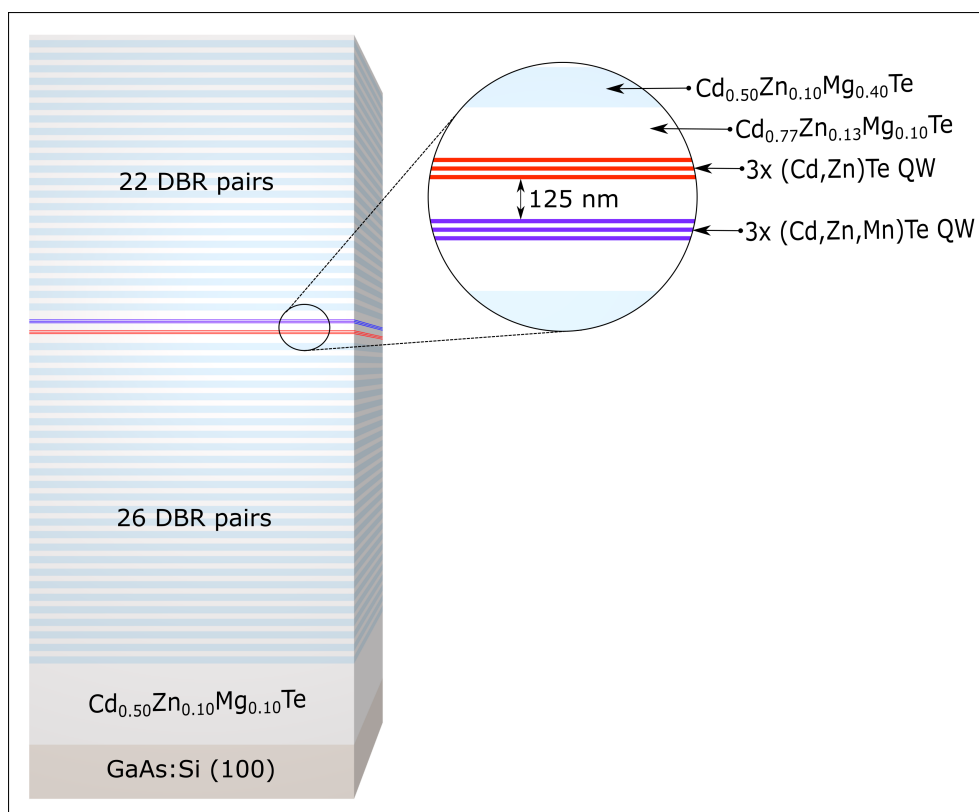 Cd0.50Zn0.10Mg0.40Te
Cd0.77Zn0.13Mg0.10Te
3x (Cd,Zn)Te QW
22 DBR pairs
125 nm
3x (Cd,Zn,Mn)Te QW
26 DBR pairs
Cd0.50Zn0.10Mg0.10Te
GaAs:Si (100)